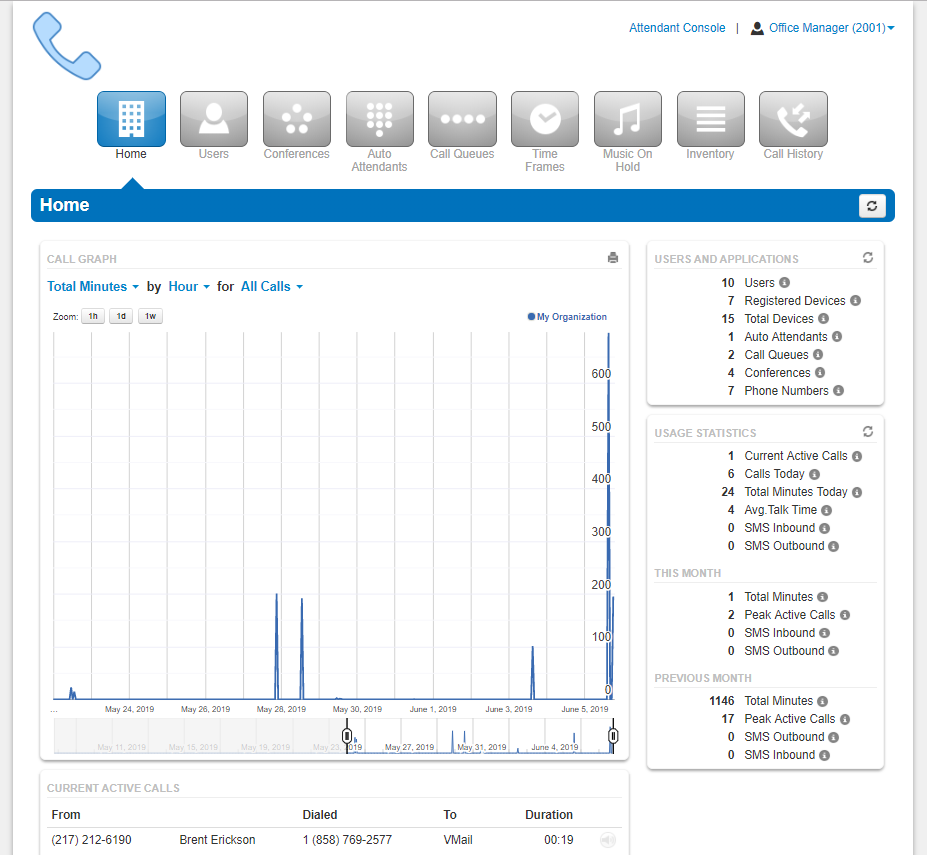 Attendant Console | Office Manager (2001)
Home
Users
Conferences
Auto
Attendants
Call Queues
Time
Frames
Music On
Hold
Inventory
Call History
Home
CALL GRAPH
Total Minutes by Hour for All Calls
Zoom: 1h 1d 1w
My Organization
600
500
400
300
200
100
0
... May 24, 2019 May 26, 2019 May 28, 2019 May 30, 2019 June 1, 2019 June 3, 2019 June 5, 2019
May 11, 2019 May 15, 2019 May 19, 2019 May 23, 2019 May 27, 2019 May 31, 2019 June 4, 2019
CURRENT ACTIVE CALLS
From Dialed To Duration
(217) 212-6190 Brent Erickson 1 (858) 769-2577 VMail 00:19
USERS AND APPLICATIONS
10 Users
7 Registered Devices
15 Total Devices
1 Auto Attendants
2 Call Queues
4 Conferences
7 Phone Numbers
USAGE STATISTICS
1 Current Active Calls
6 Calls Today
24 Total Minutes Today
4 Avg.Talk Time
0 SMS Inbound
0 SMS Outbound
THIS MONTH
1 Total Minutes
2 Peak Active Calls
0 SMS Inbound
0 SMS Outbound
PREVIOUS MONTH
1146 Total Minutes
17 Peak Active Calls
0 SMS Outbound
0 SMS Inbound